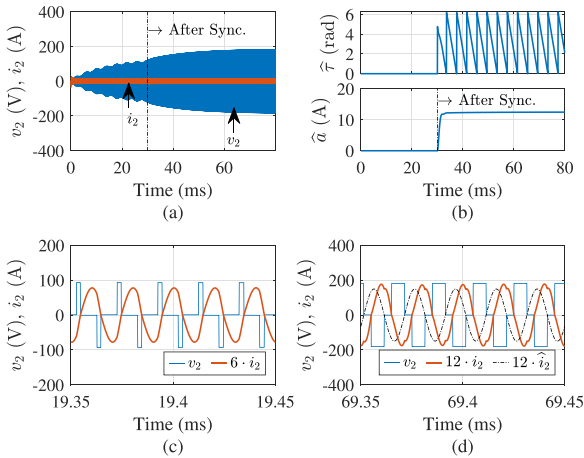 v₂ (V), i₂ (A)
400
200
0
-200
-400
→ After Sync.
i₂
v₂
0
20
40
60
Time (ms)
(a)
τ̂ (rad)
6
4
2
0
→ After Sync.
â (A)
20
10
0
0
20
40
60
80
Time (ms)
(b)
v₂ (V), i₂ (A)
200
100
0
-100
200
v₂
6 · i₂
19.35
19.4
19.45
Time (ms)
(c)
v₂ (V), i₂ (A)
400
200
0
-200
-400
v₂
12 · i₂
12 · î₂
69.35
69.4
69.45
Time (ms)
(d)